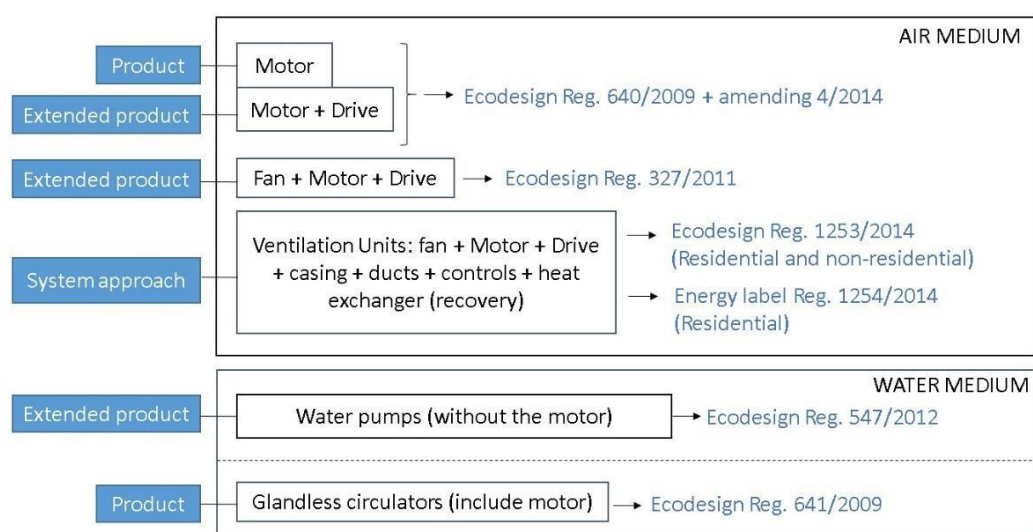 AIR MEDIUM
Product
Motor
Extended product
Motor + Drive
Ecodesign Reg. 640/2009 + amending 4/2014
Extended product
Fan + Motor + Drive
Ecodesign Reg. 327/2011
System approach
Ventilation Units: fan + Motor + Drive
+ casing + ducts + controls + heat
exchanger (recovery)
Ecodesign Reg. 1253/2014
(Residential and non-residential)
Energy label Reg. 1254/2014
(Residential)
WATER MEDIUM
Extended product
Water pumps (without the motor)
Ecodesign Reg. 547/2012
Product
Glandless circulators (include motor)
Ecodesign Reg. 641/2009